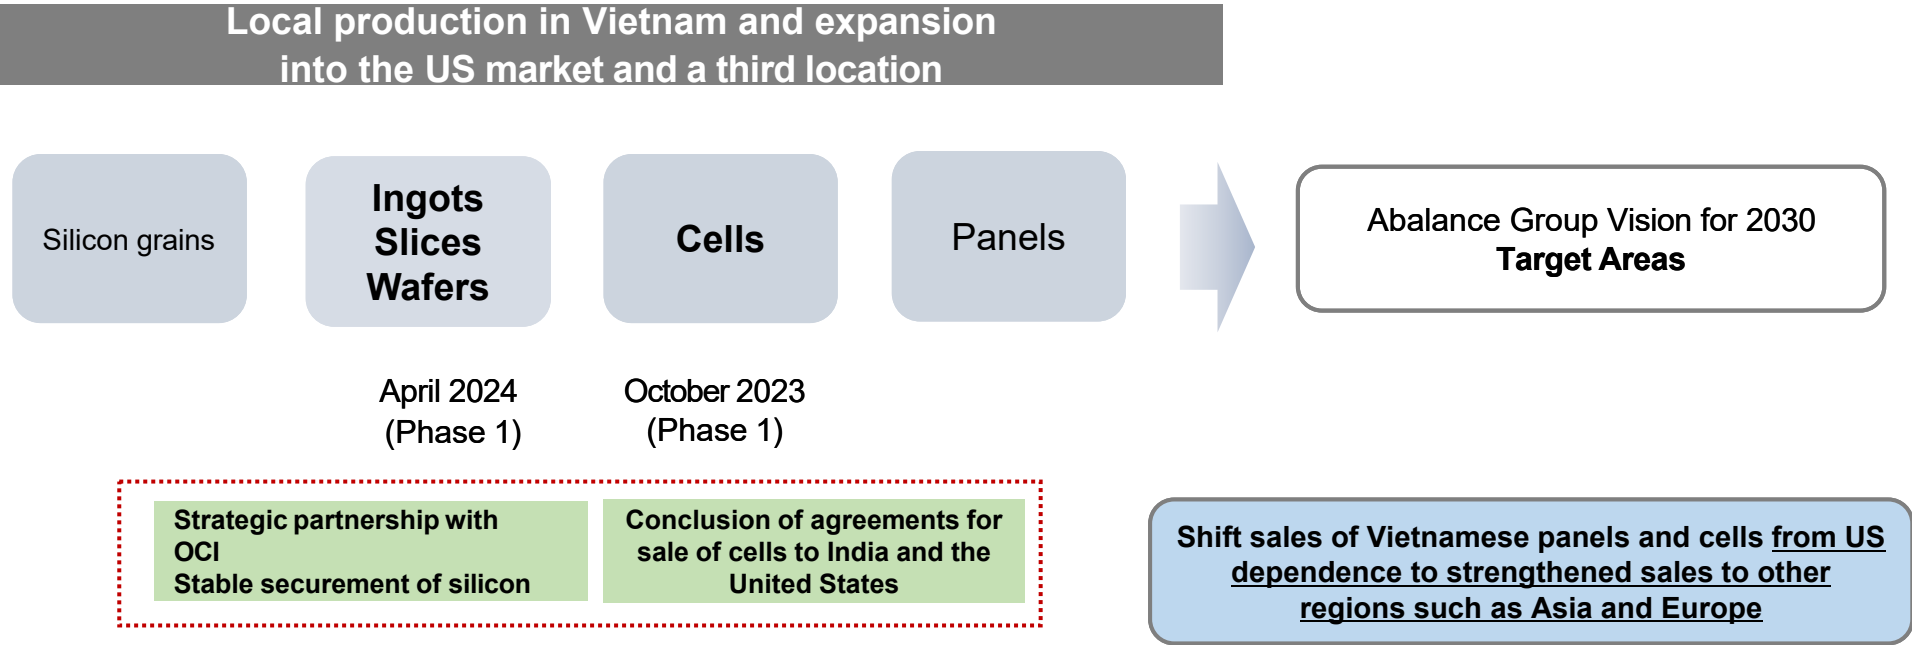 Local production in Vietnam and expansion
into the US market and a third location
Silicon grains
Ingots
Slices
Wafers
Cells
Panels
Abalance Group Vision for 2030
Target Areas
April 2024
(Phase 1)
October 2023
(Phase 1)
Strategic partnership with
OCI
Stable securement of silicon
Conclusion of agreements for
sale of cells to India and the
United States
Shift sales of Vietnamese panels and cells from US
dependence to strengthened sales to other
regions such as Asia and Europe